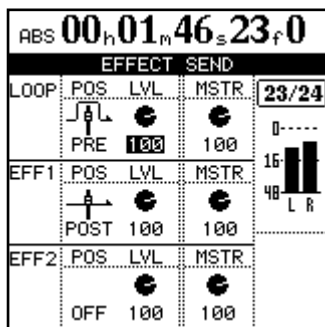 ABS 00h01m46s23f0
EFFECT SEND
LOOP POS LVL MSTR 23/24
PRE 100 100
0-----
16-
48-
L R
EFF1 POS LVL MSTR
POST 100 100
EFF2 POS LVL MSTR
OFF 100 100